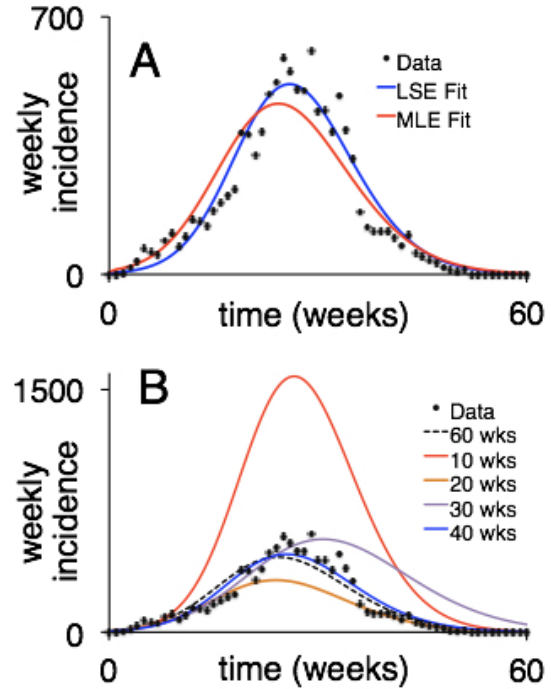 700
A
Data
LSE Fit
MLE Fit
weekly
incidence
0
0
time (weeks)
60
B
1500
Data
60 wks
10 wks
20 wks
30 wks
40 wks
weekly
incidence
0
0
time (weeks)
60